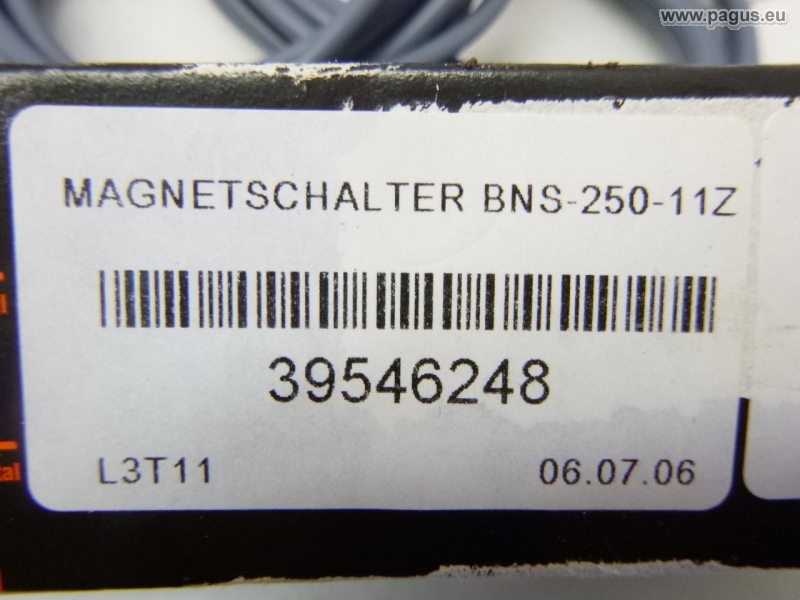 www.pagus.eu
MAGNETSCHALTER BNS-250-11Z
39546248
L3T11 06.07.06